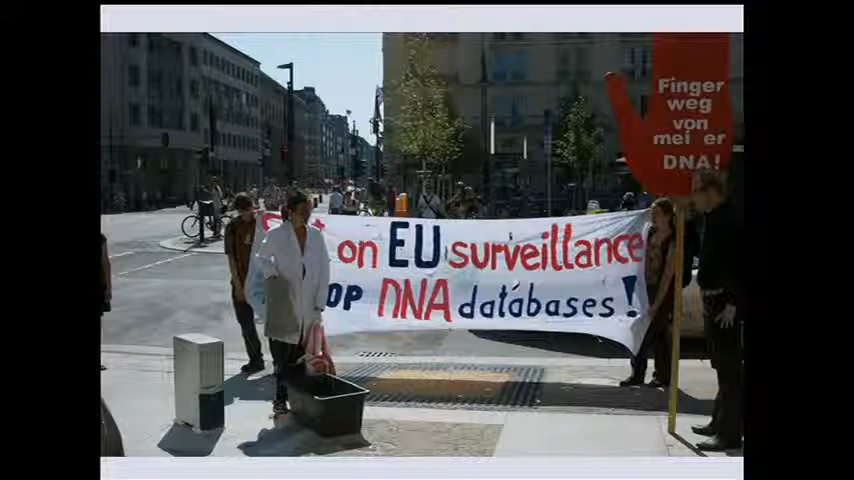 Finger
weg
von
mei er
DNA!
on EU surveillance
OP DNA databases!